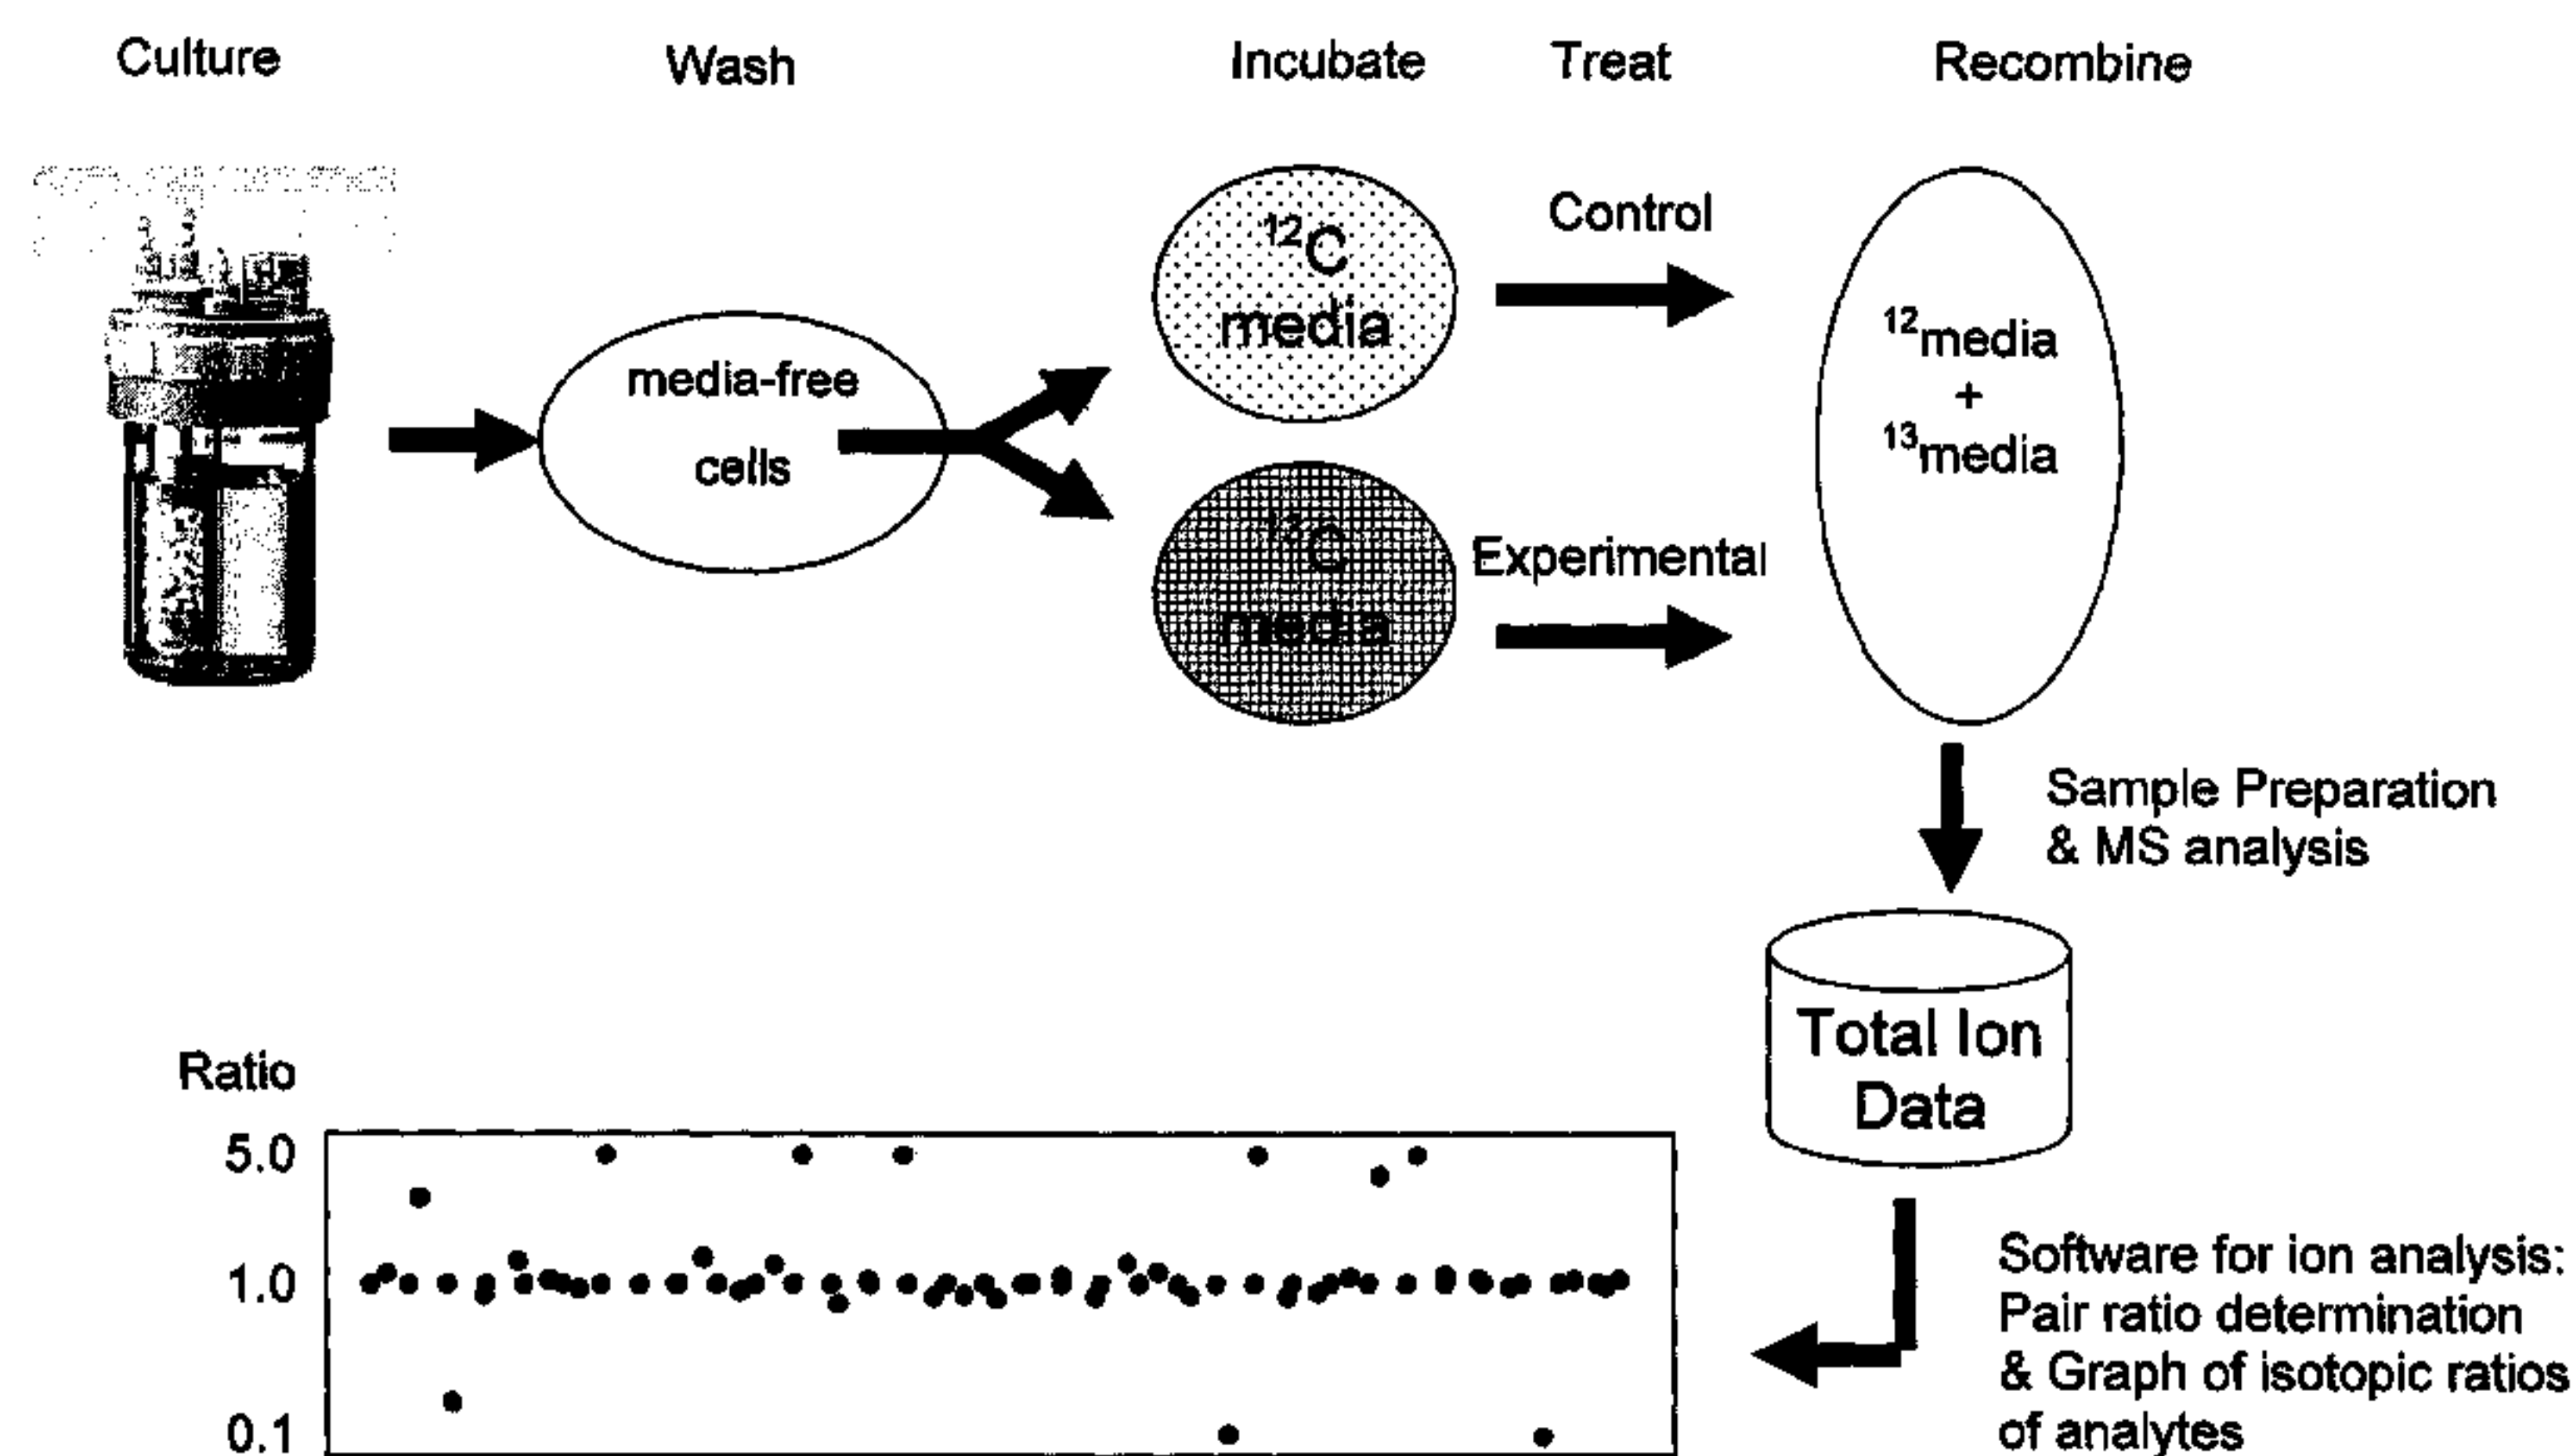 Culture
Wash
Incubate
Treat
Recombine
media-free
cells
¹²C
media
¹³C
media
Control
Experimental
¹²media
+
¹³media
Sample Preparation
& MS analysis
Total Ion
Data
Software for ion analysis:
Pair ratio determination
& Graph of isotopic ratios
of analytes
Ratio
5.0
1.0
0.1